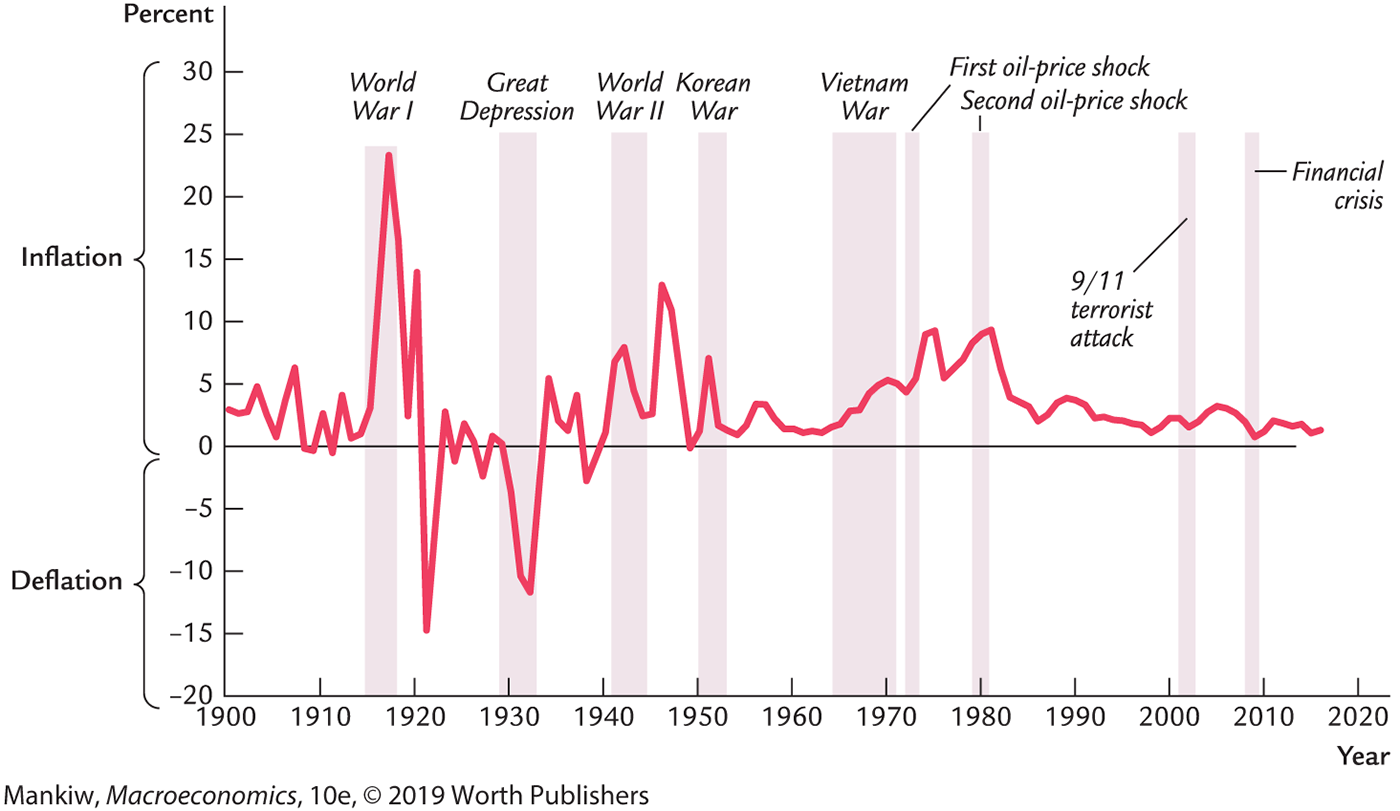 Percent
30
25
20
15
10
5
0
–5
–10
–15
–20
Inflation
Deflation
World
War I
Great
Depression
World
War II
Korean
War
Vietnam
War
First oil-price shock
Second oil-price shock
9/11
terrorist
attack
Financial
crisis
1900 1910 1920 1930 1940 1950 1960 1970 1980 1990 2000 2010 2020
Year
Mankiw, Macroeconomics, 10e, © 2019 Worth Publishers